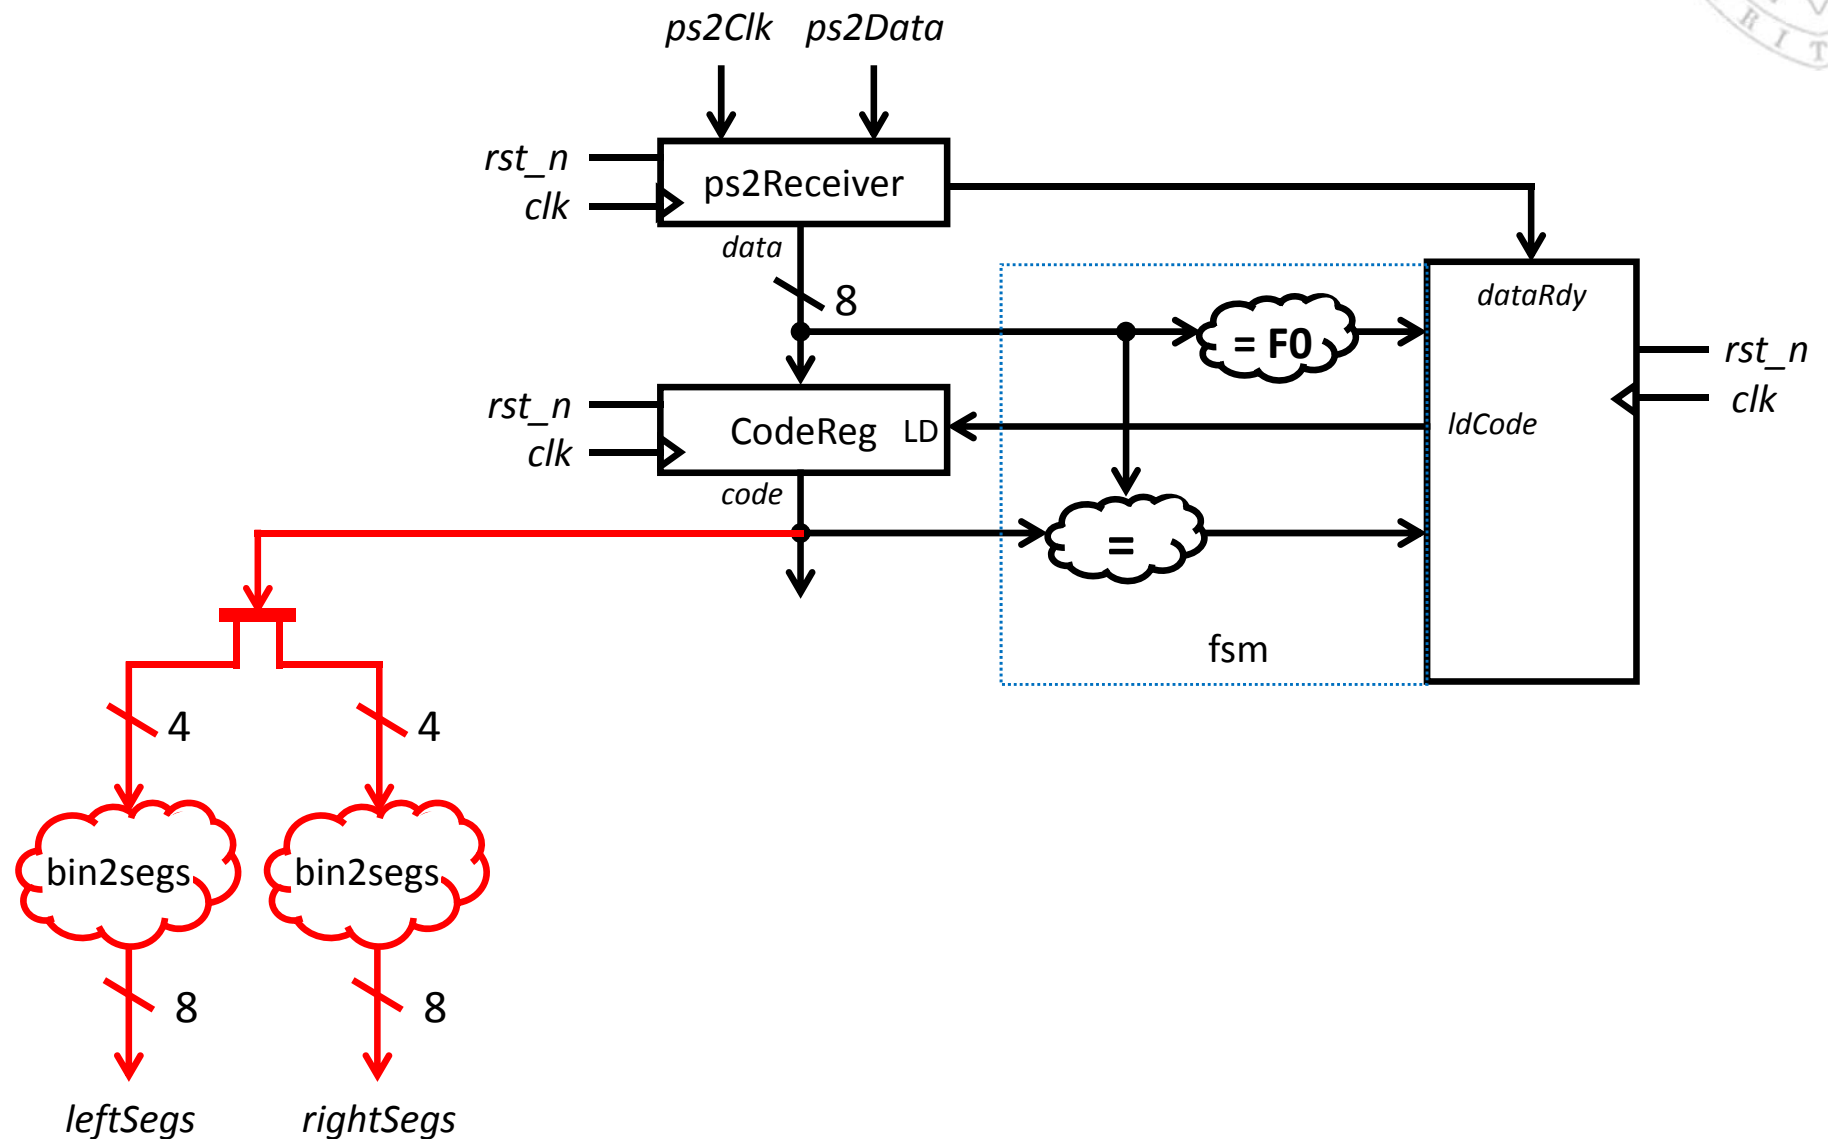 ps2Clk ps2Data
rst_n
clk
ps2Receiver
data
8
= F0
dataRdy
rst_n
clk
rst_n
clk
CodeReg LD
ldCode
code
=
fsm
4
4
bin2segs
bin2segs
8
8
leftSegs
rightSegs
R I T